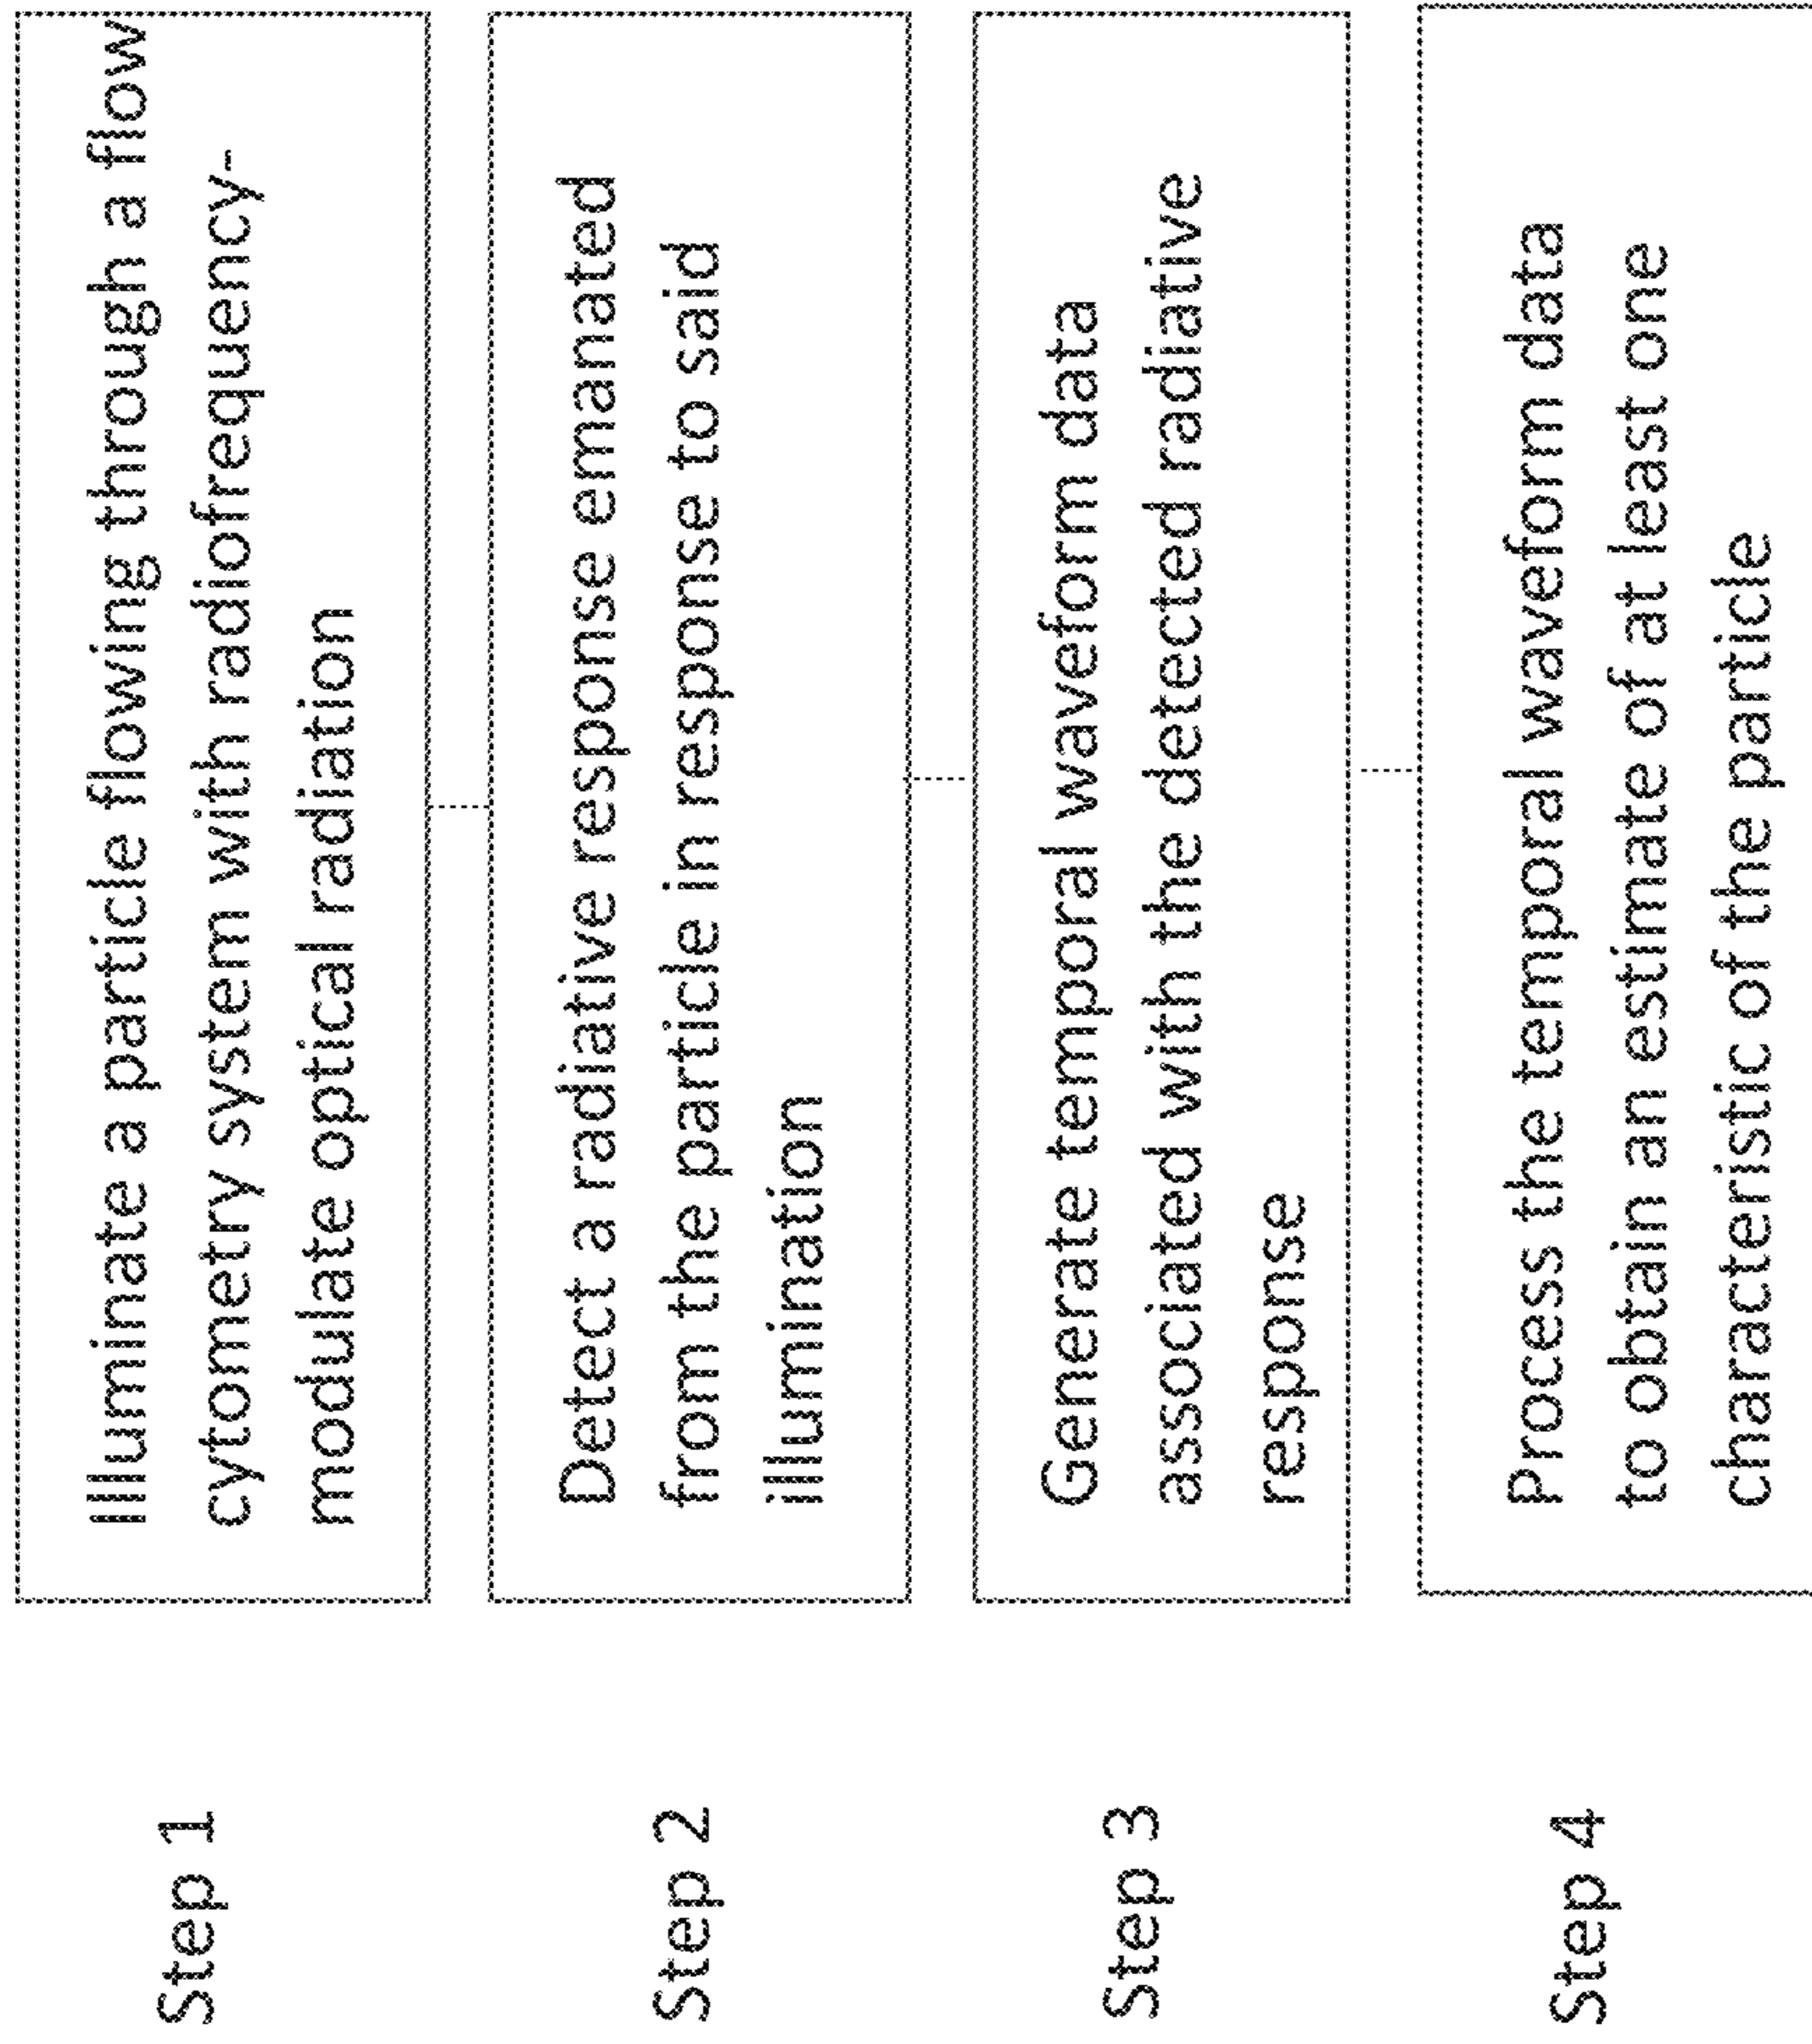 Step 1
Illuminate a particle flowing through a flow
cytometry system with radiofrequency-
modulate optical radiation
Step 2
Detect a radiative response emanated
from the particle in response to said
illumination
Step 3
Generate temporal waveform data
associated with the detected radiative
response
Step 4
Process the temporal waveform data
to obtain an estimate of at least one
characteristic of the particle